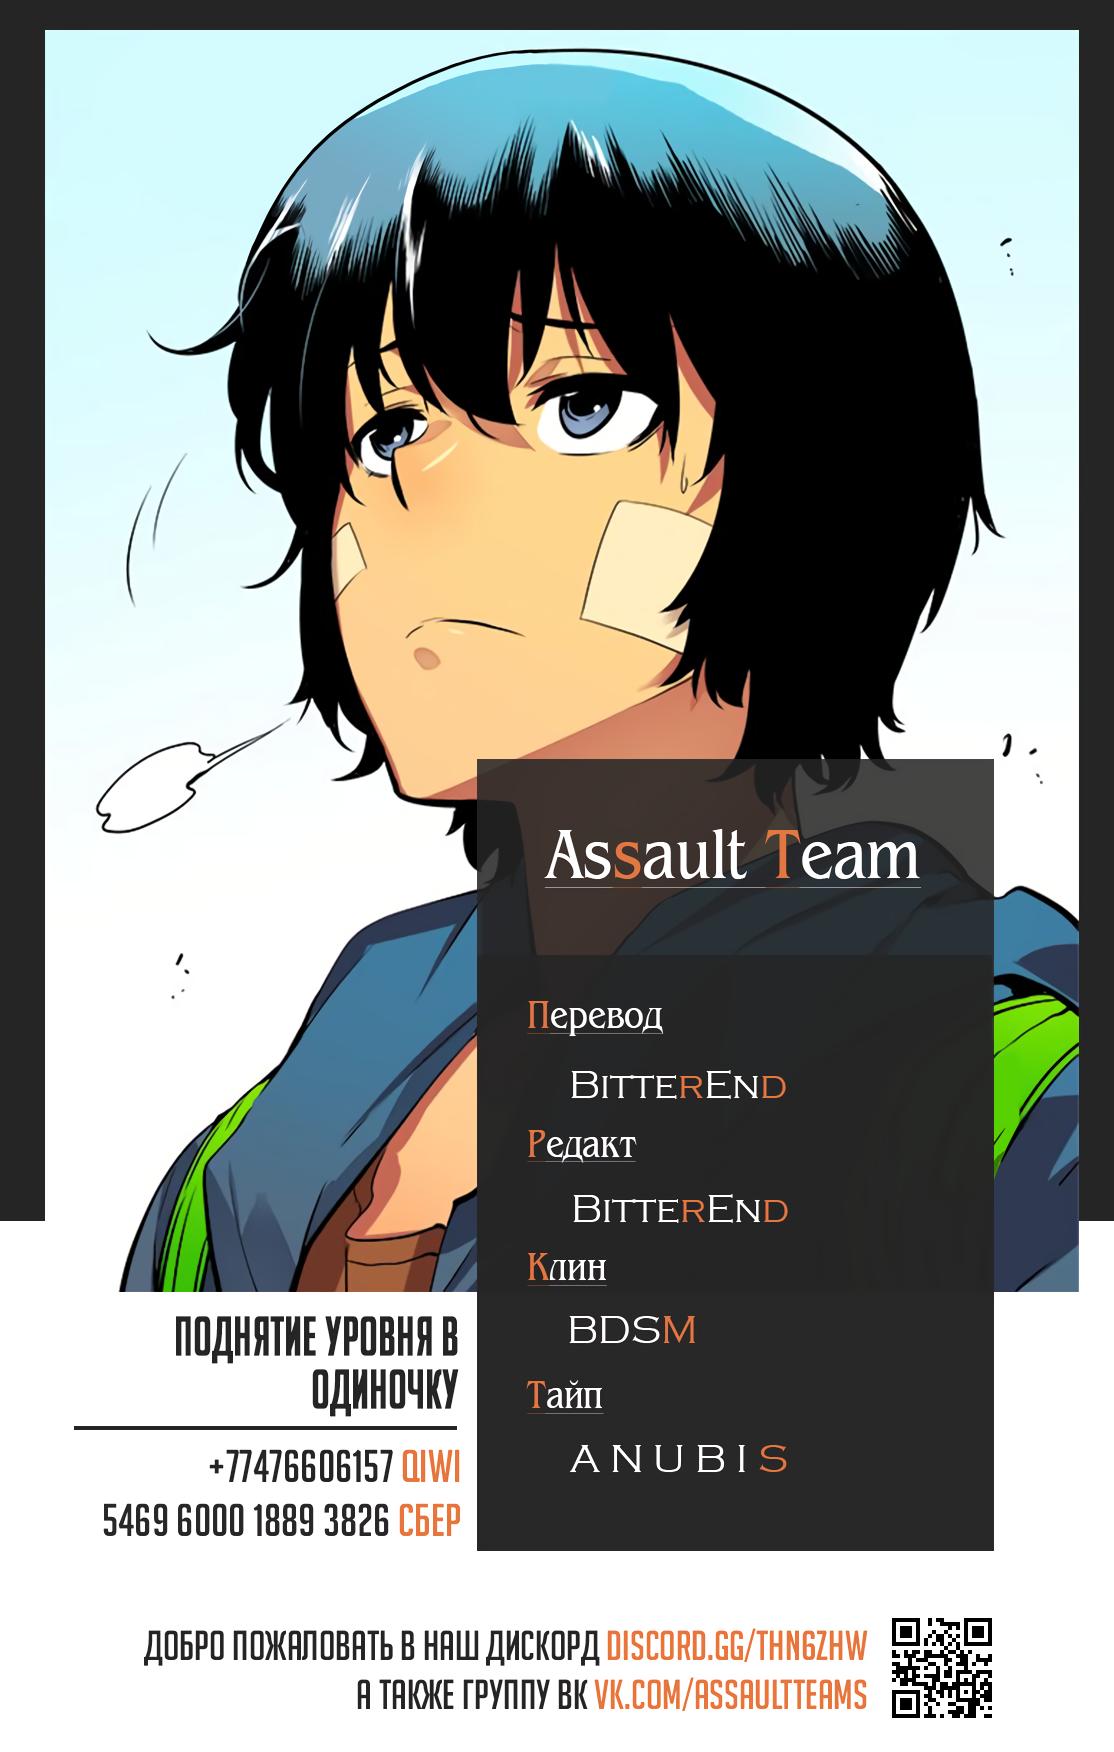 Assault Team
Перевод
BITTEREND
Редакт
BITTEREND
Клин
BDSM
Тайп
ANUBIS
ПОДНЯТИЕ УРОВНЯ В
ОДИНОЧКУ
+77476606157 QIWI
5469 6000 1889 3826 СБЕР
ДОБРО ПОЖАЛОВАТЬ В НАШ ДИСКОРД DISCORD.GG/THN6ZHW
А ТАКЖЕ ГРУППУ ВК VK.COM/ASSAULTTEAMS